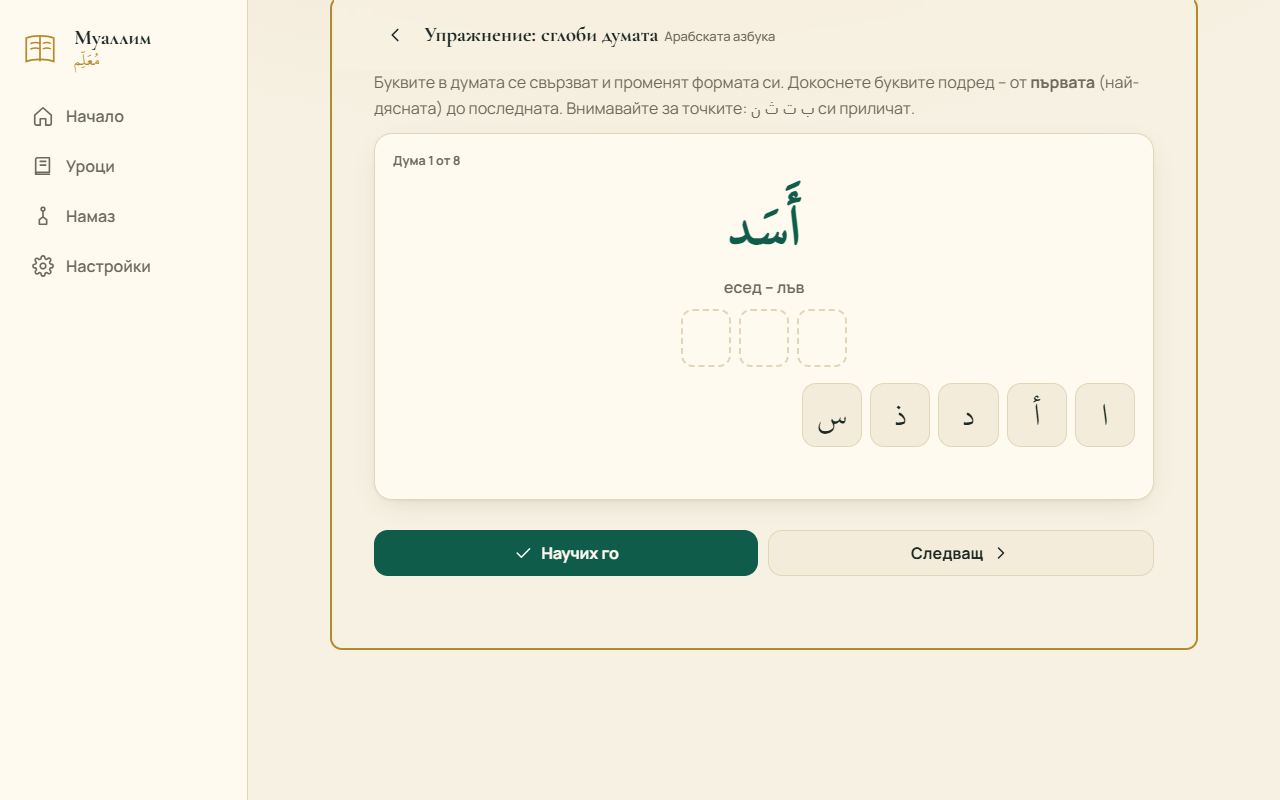 Муаллим
مُعَلِّم
Начало
Уроци
Намаз
Настройки
Упражнение: сглоби думата Арабската азбука
Буквите в думата се свързват и променят формата си. Докоснете буквите подред – от първата (най-
дясната) до последната. Внимавайте за точките: ب ت ث ن си приличат.
Дума 1 от 8
أَسَد
есед – лъв
ا أ د ذ س
Научих го
Следващ